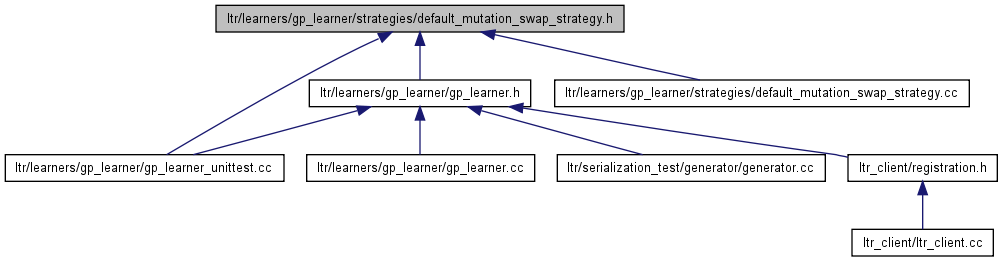 ltr/learners/gp_learner/strategies/default_mutation_swap_strategy.h
ltr/learners/gp_learner/gp_learner.h
ltr/learners/gp_learner/strategies/default_mutation_swap_strategy.cc
ltr/learners/gp_learner/gp_learner_unittest.cc
ltr/learners/gp_learner/gp_learner.cc
ltr/serialization_test/generator/generator.cc
ltr_client/registration.h
ltr_client/ltr_client.cc